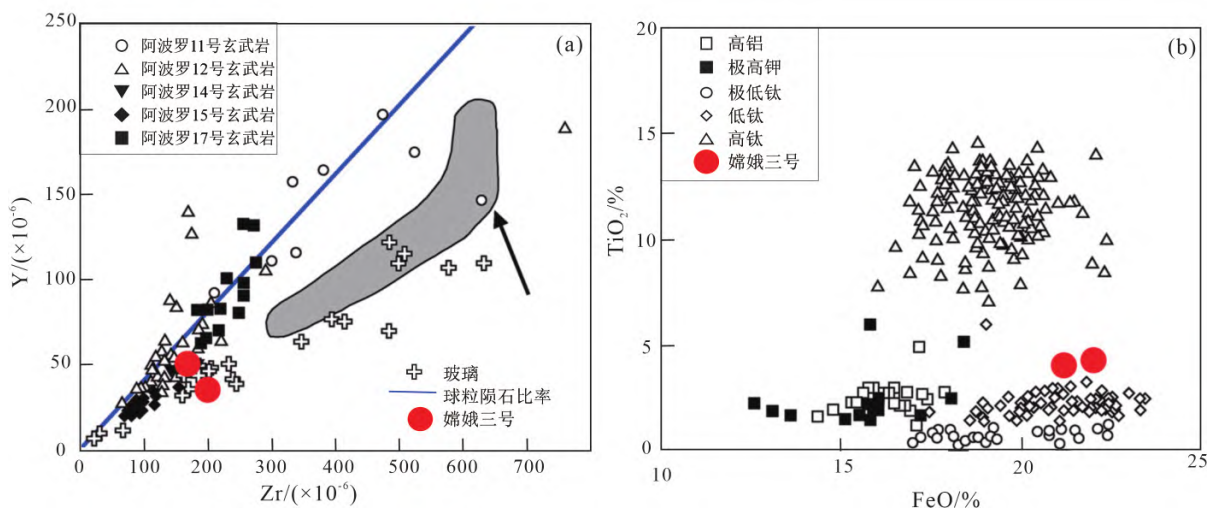 250
200
150
100
50
0
Y/(×10⁻⁶)
0
100
200
300
400
500
600
700
Zr/(×10⁻⁶)
(a)
阿波罗11号玄武岩
阿波罗12号玄武岩
阿波罗14号玄武岩
阿波罗15号玄武岩
阿波罗17号玄武岩
玻璃
球粒陨石比率
嫦娥三号
20
15
10
5
0
TiO₂/%
10
15
20
25
FeO/%
(b)
高铝
极高钾
极低钛
低钛
高钛
嫦娥三号